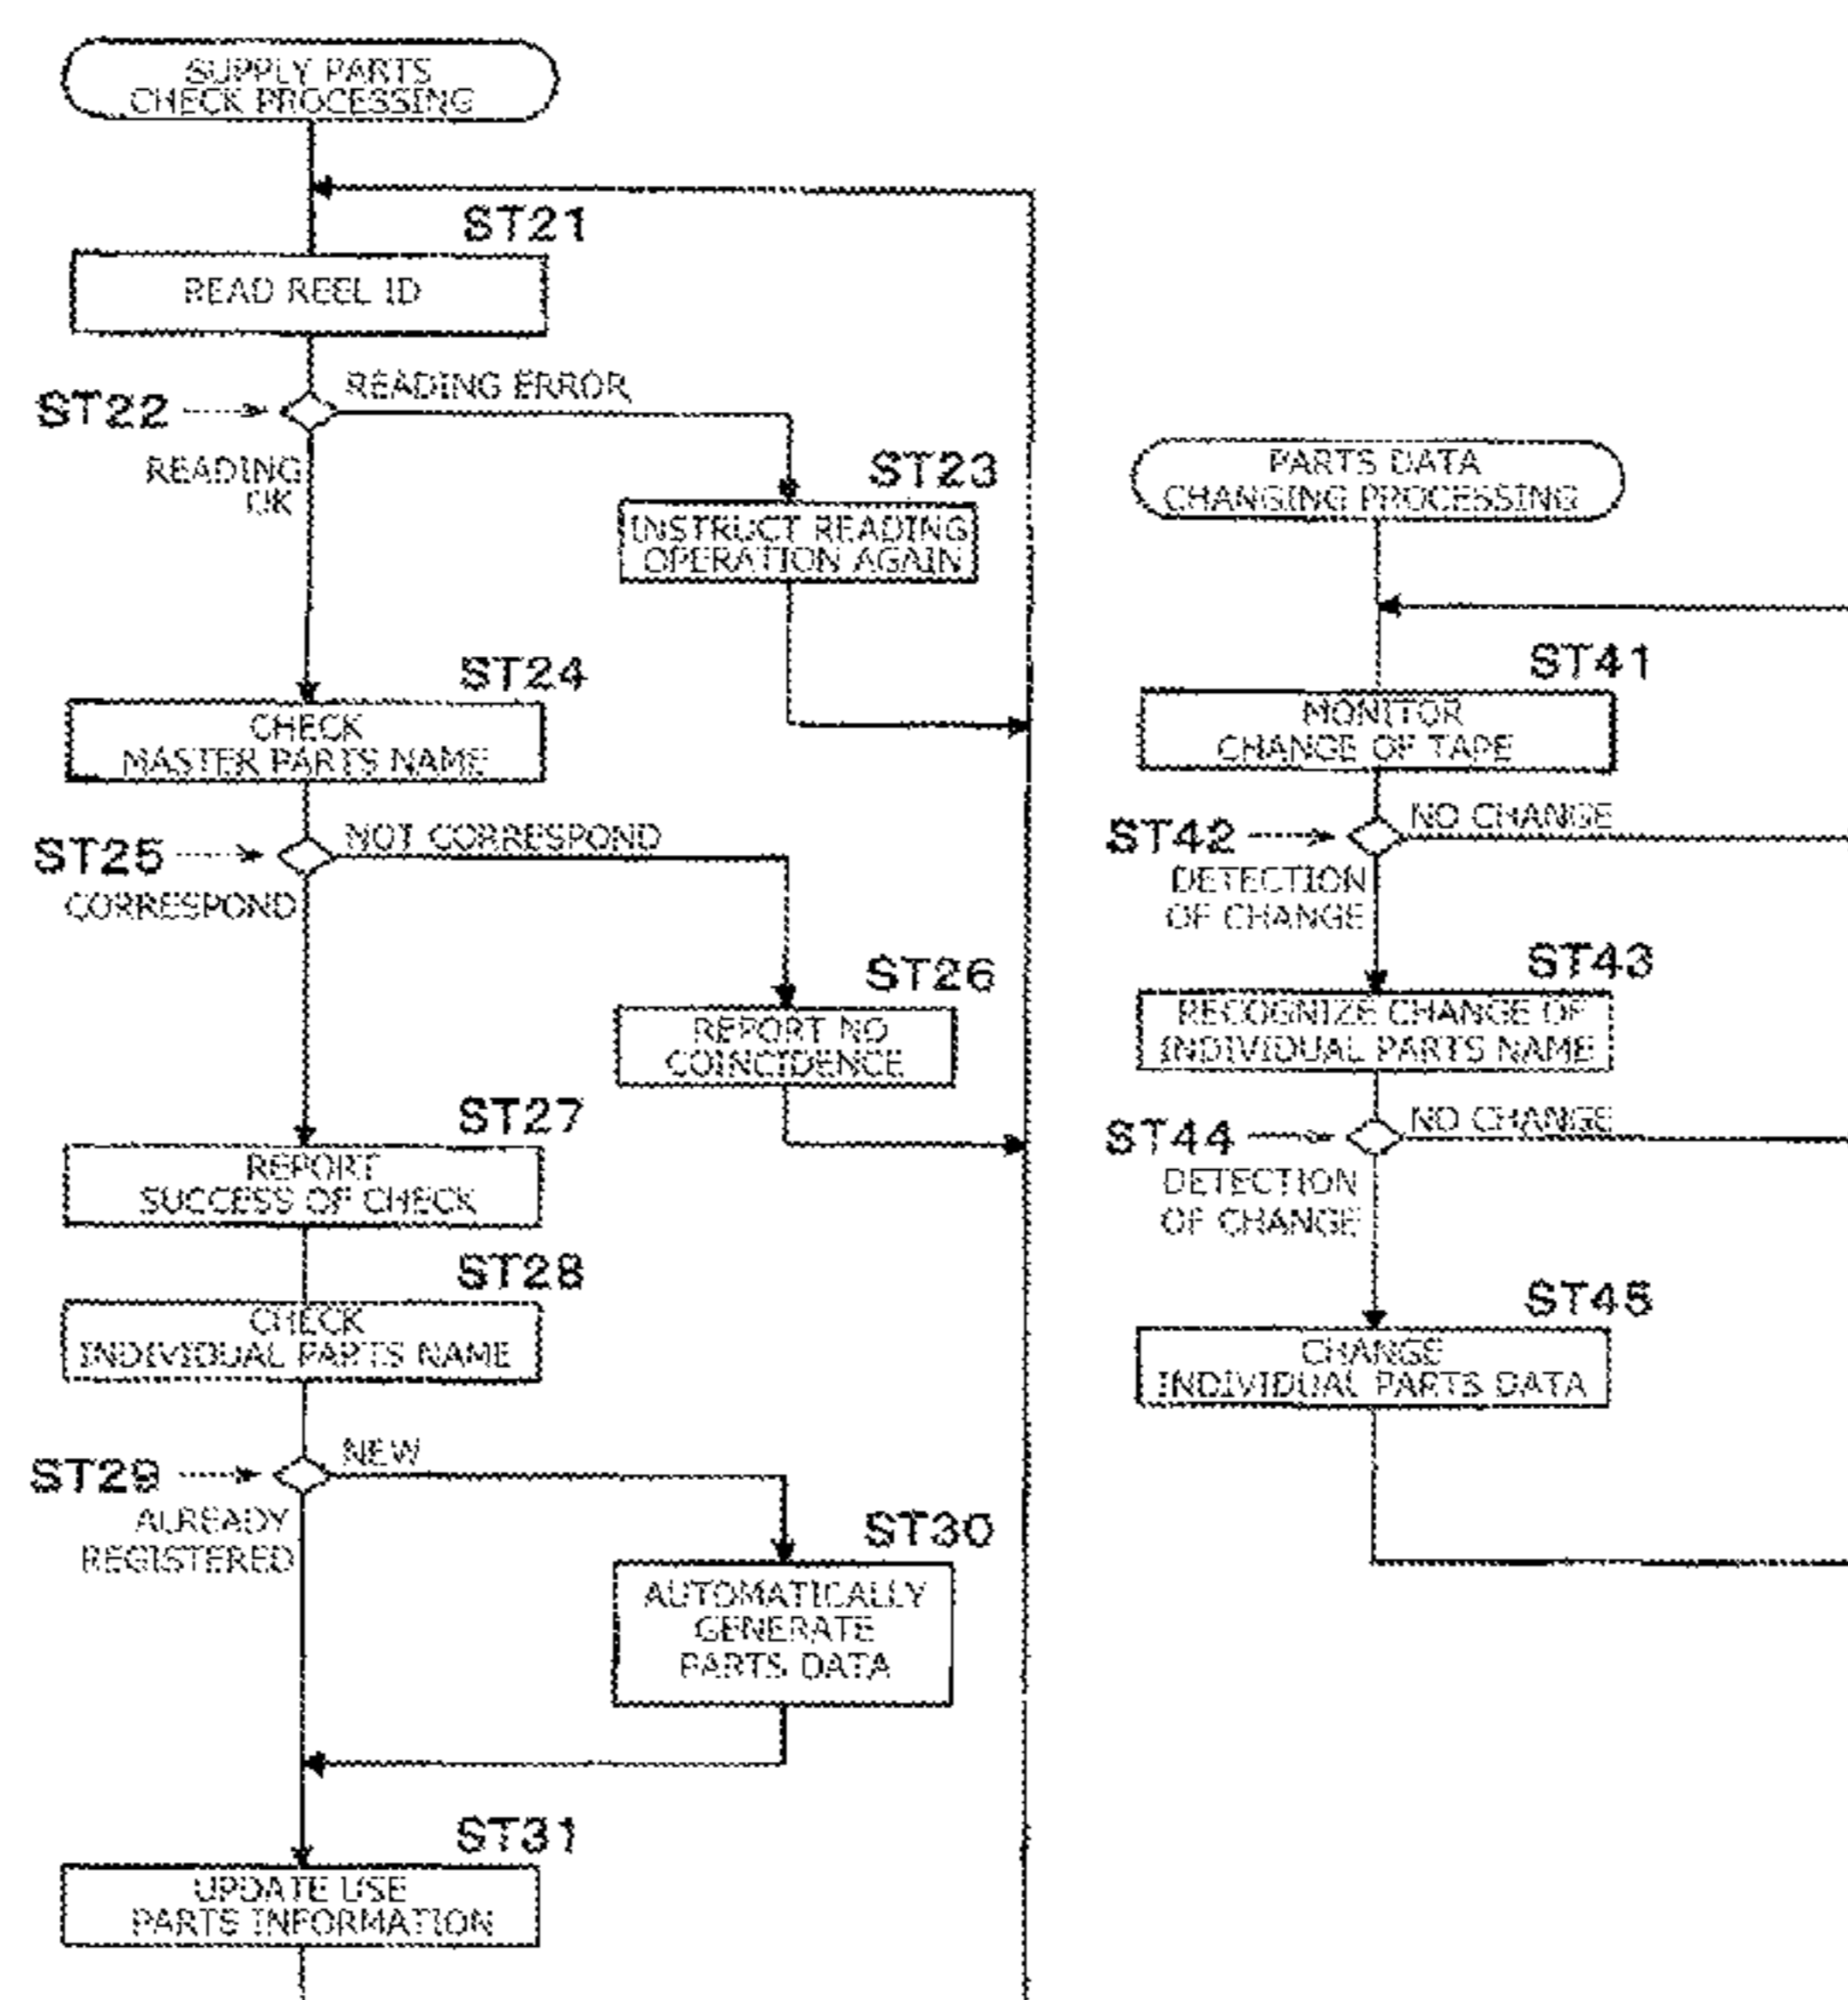 SUPPLY PARTS
CHECK PROCESSING
ST21
READ REEL ID
ST22
READING ERROR
READING
OK
ST23
INSTRUCT READING
OPERATION AGAIN
ST24
CHECK
MASTER PARTS NAME
ST25
NOT CORRESPOND
CORRESPOND
ST26
REPORT NO
COINCIDENCE
ST27
REPORT
SUCCESS OF CHECK
ST28
CHECK
INDIVIDUAL PARTS NAME
ST29
NEW
ALREADY
REGISTERED
ST30
AUTOMATICALLY
GENERATE
PARTS DATA
ST31
UPDATE USE
PARTS INFORMATION
PARTS DATA
CHANGING PROCESSING
ST41
MONITOR
CHANGE OF TAPE
ST42
NO CHANGE
DETECTION
OF CHANGE
ST43
RECOGNIZE CHANGE OF
INDIVIDUAL PARTS NAME
ST44
NO CHANGE
DETECTION
OF CHANGE
ST45
CHANGE
INDIVIDUAL PARTS DATA